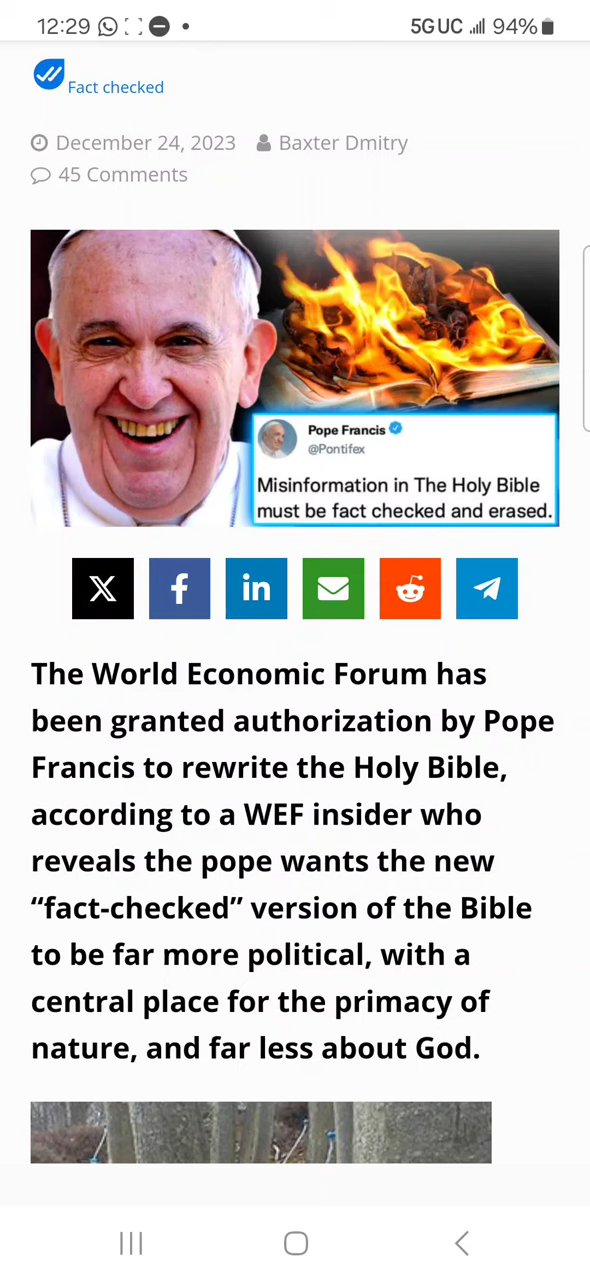 12:29 5G UC 94%
Fact checked
December 24, 2023 Baxter Dmitry
45 Comments
Pope Francis
@Pontifex
Misinformation in The Holy Bible
must be fact checked and erased.
X f in
The World Economic Forum has
been granted authorization by Pope
Francis to rewrite the Holy Bible,
according to a WEF insider who
reveals the pope wants the new
“fact-checked” version of the Bible
to be far more political, with a
central place for the primacy of
nature, and far less about God.